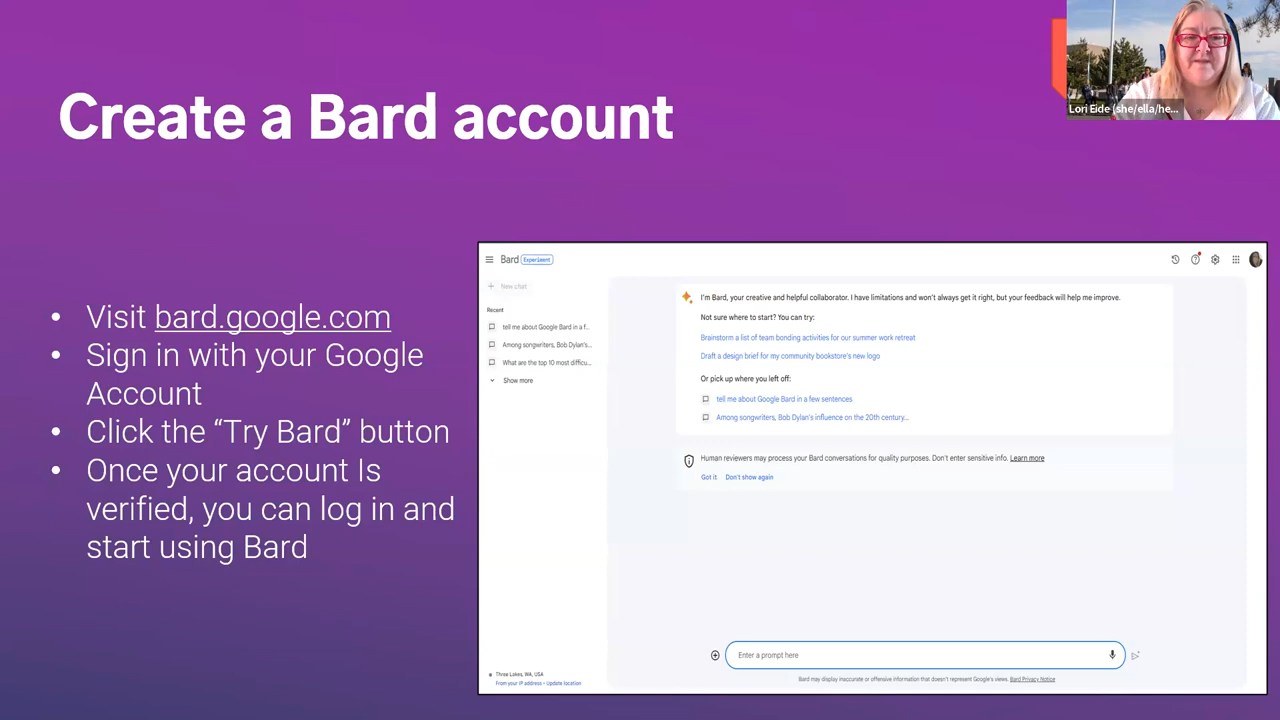 Create a Bard account
Lori Eide (she/ella/he...
• Visit bard.google.com
• Sign in with your Google
Account
• Click the “Try Bard” button
• Once your account Is
verified, you can log in and
start using Bard
Bard Experiment
New chat
Recent
tell me about Google Bard in a f...
Among songwriters, Bob Dylan's...
What are the top 10 most difficu...
Show more
Three Lakes, WA, USA
From your IP address • Update location
I'm Bard, your creative and helpful collaborator. I have limitations and won't always get it right, but your feedback will help me improve.
Not sure where to start? You can try:
Brainstorm a list of team bonding activities for our summer work retreat
Draft a design brief for my community bookstore's new logo
Or pick up where you left off:
tell me about Google Bard in a few sentences
Among songwriters, Bob Dylan's influence on the 20th century...
Human reviewers may process your Bard conversations for quality purposes. Don't enter sensitive info. Learn more
Got it Don't show again
Enter a prompt here
Bard may display inaccurate or offensive information that doesn't represent Google's views. Bard Privacy Notice